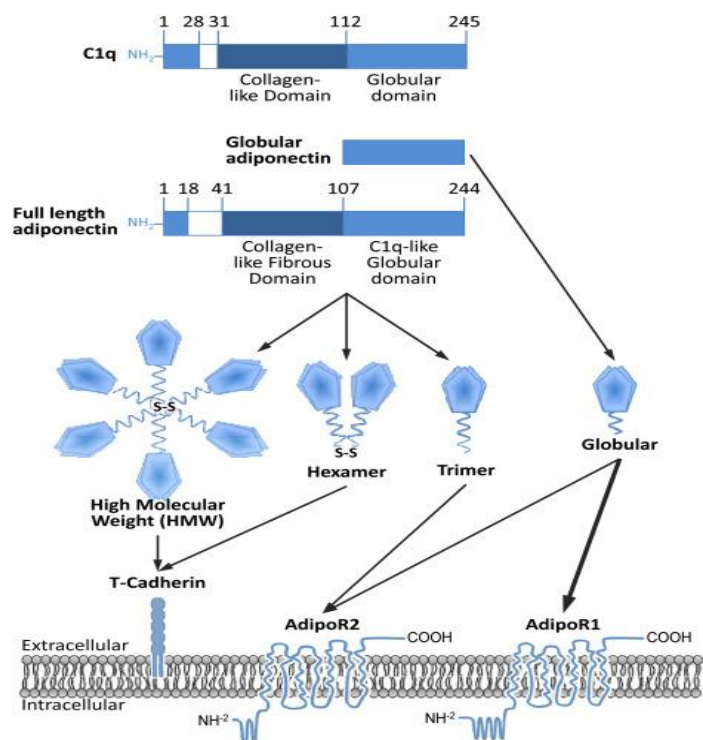 1 28 31 112 245
C1q NH₂
Collagen-
like Domain
Globular
domain
Globular
adiponectin
1 18 41 107 244
Full length
adiponectin
NH₂
Collagen-
like Fibrous
Domain
C1q-like
Globular
domain
S-S
S-S
High Molecular
Weight (HMW)
Hexamer
Trimer
Globular
T-Cadherin
AdipoR2
AdipoR1
Extracellular
COOH
COOH
Intracellular
NH⁻²
NH⁻²